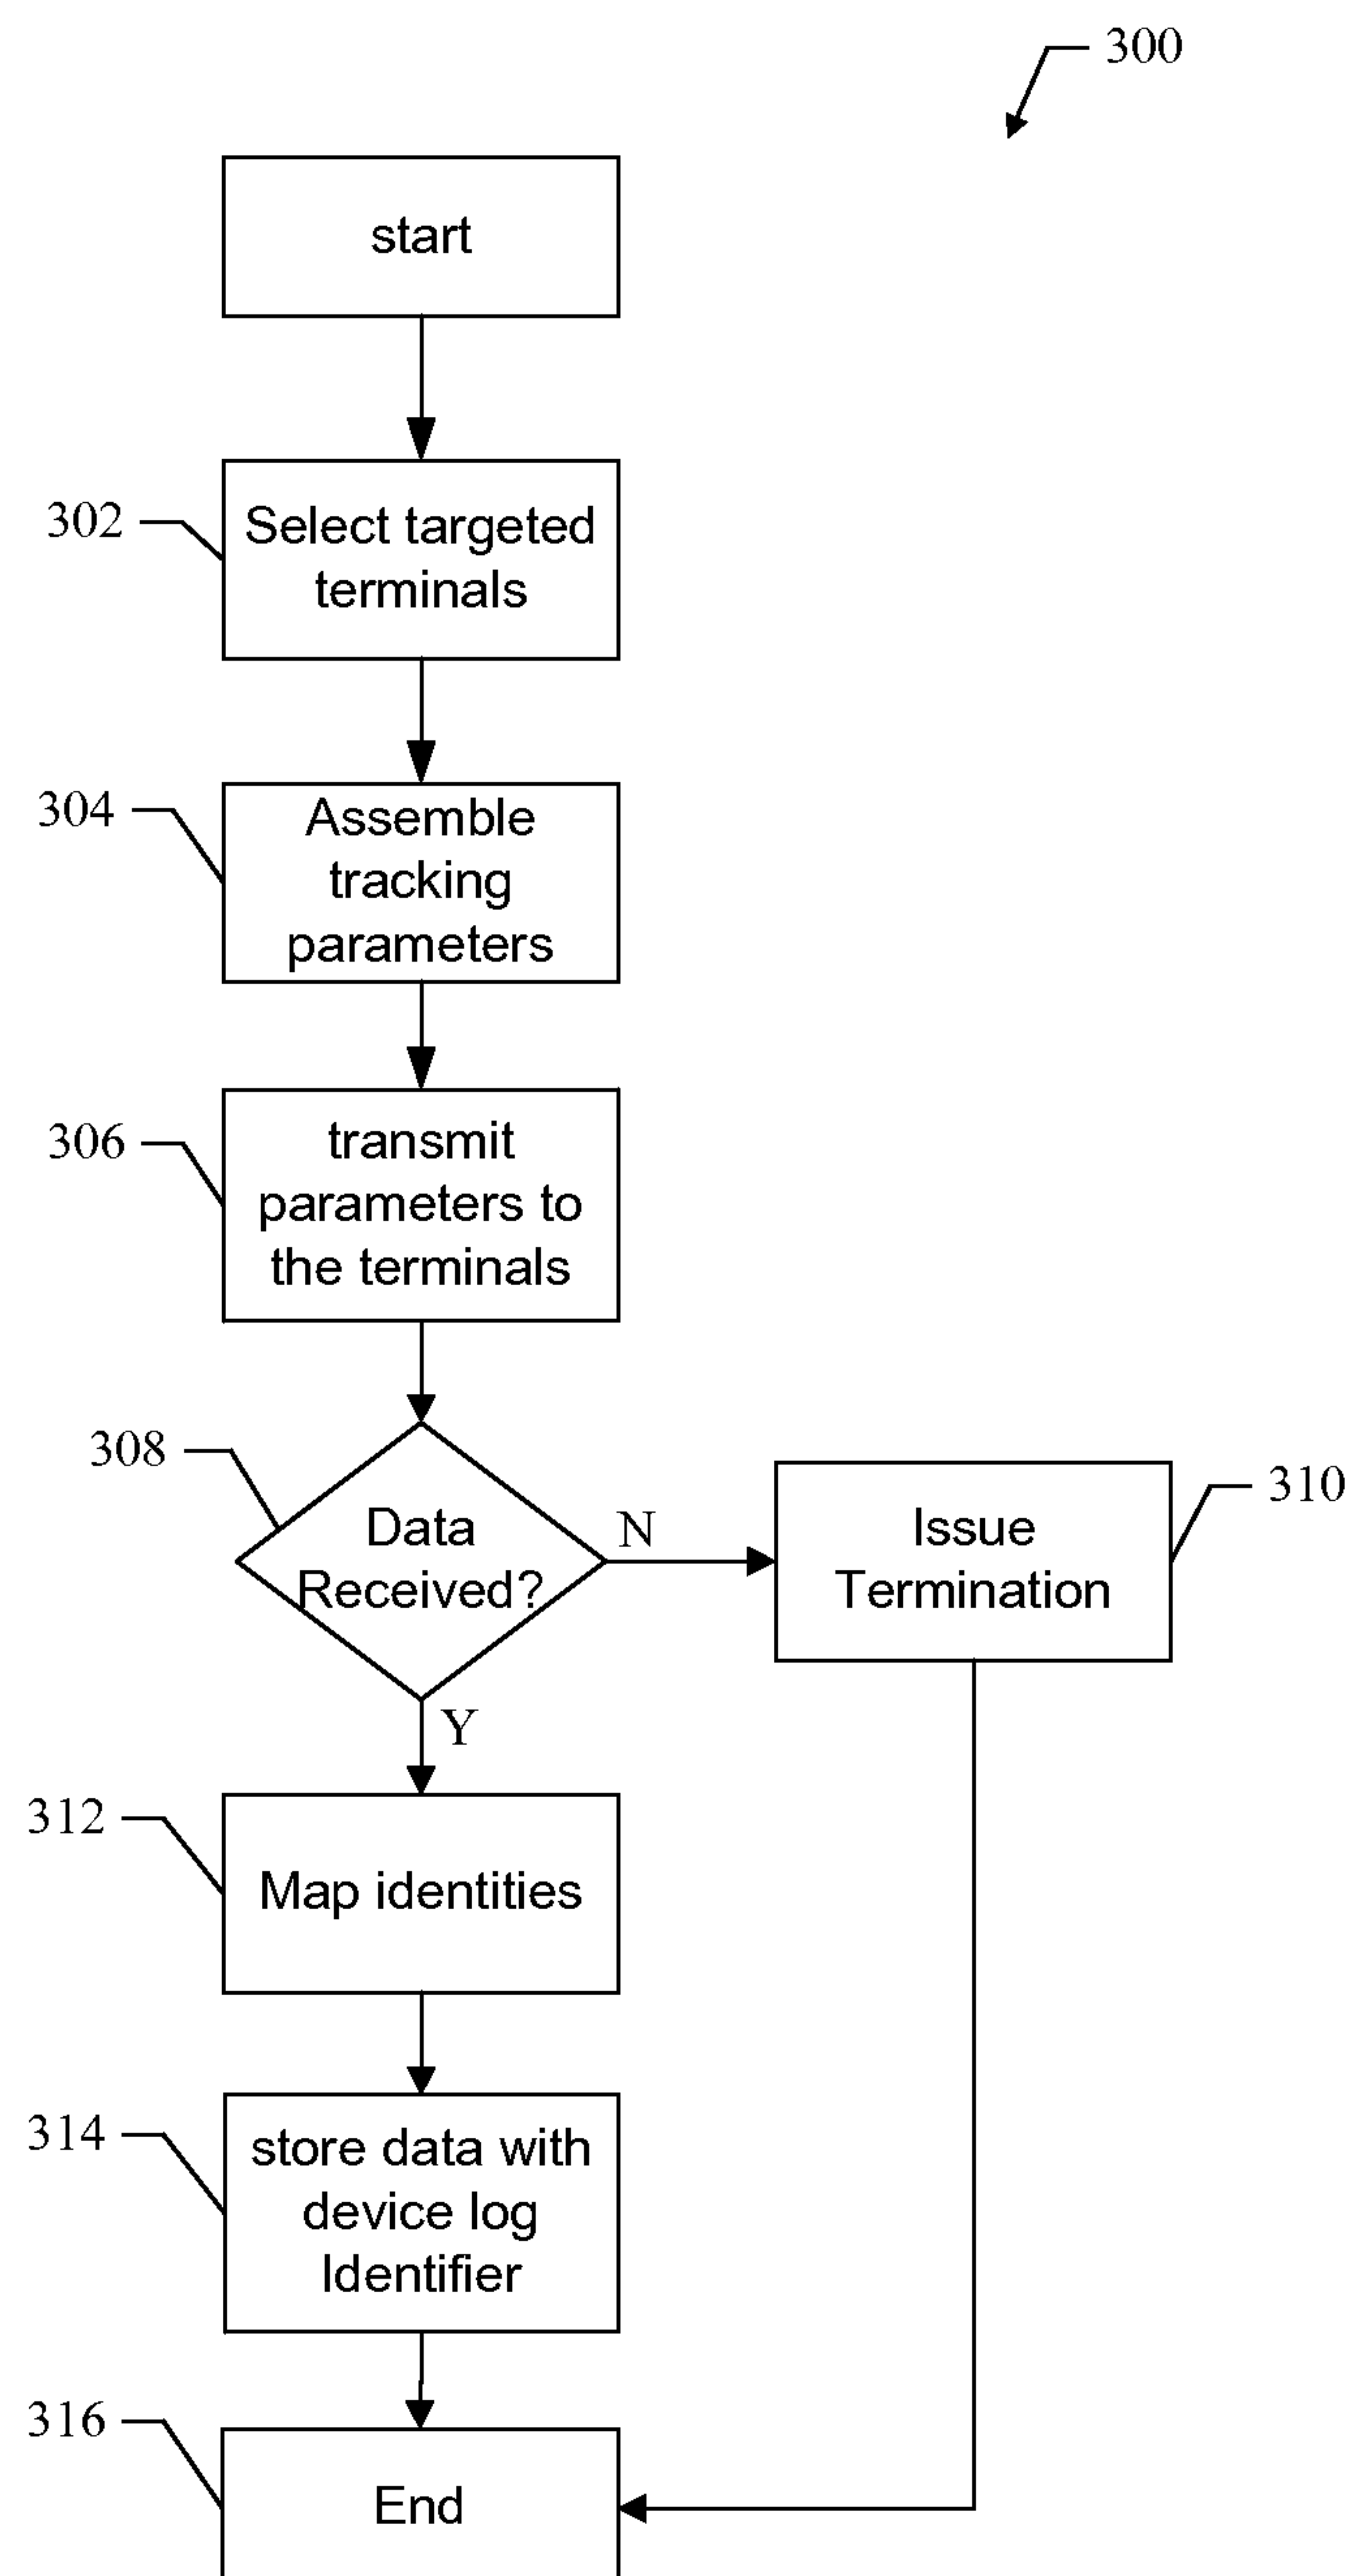 300
start
302
Select targeted
terminals
304
Assemble
tracking
parameters
306
transmit
parameters to
the terminals
308
Data
Received?
N
Issue
Termination
310
Y
312
Map identities
314
store data with
device log
Identifier
316
End